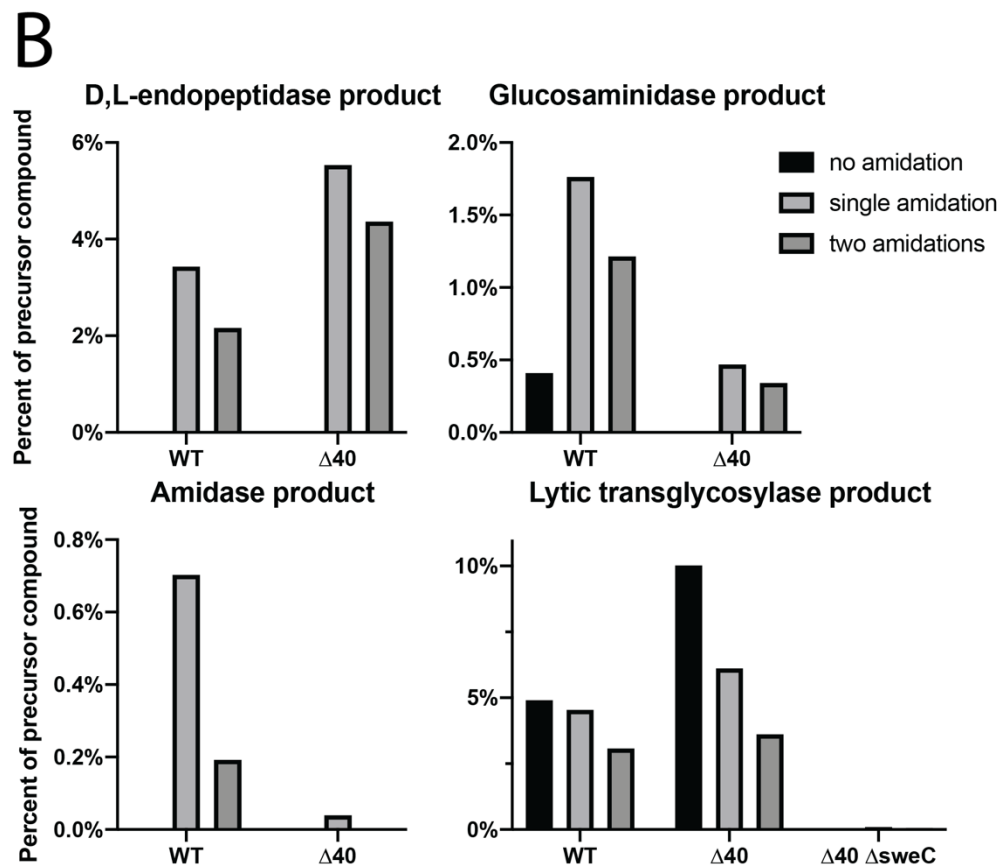 B
D,L-endopeptidase product
Percent of precursor compound
6%
4%
2%
0%
WT
Δ40
Glucosaminidase product
2.0%
1.5%
1.0%
0.5%
0.0%
WT
Δ40
no amidation
single amidation
two amidations
Amidase product
Percent of precursor compound
0.8%
0.6%
0.4%
0.2%
0.0%
WT
Δ40
Lytic transglycosylase product
10%
5%
0%
WT
Δ40
Δ40 ΔsweC